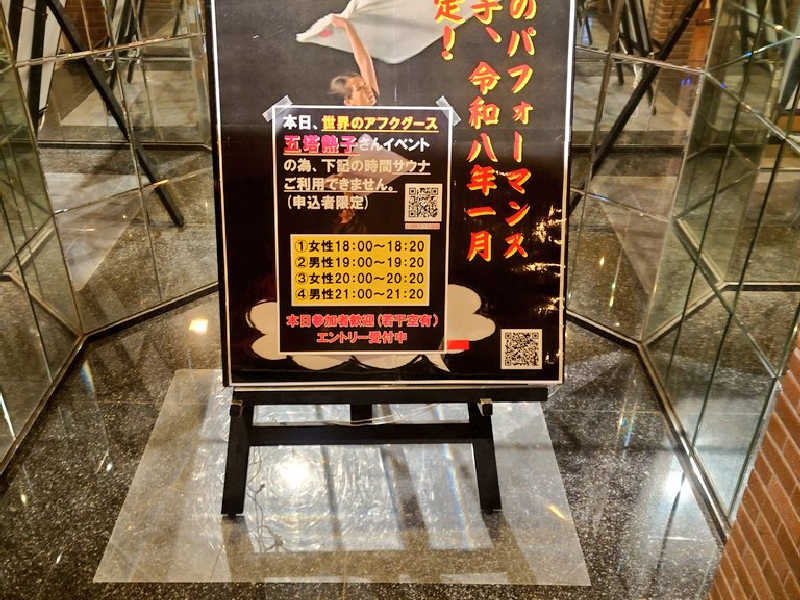 のパフォーマンス
子、令和八年一月
定！
本日、世界のアフクグース
五塔熱子さんイベント
の為、下記の時間サウナ
ご利用できません。
(申込者限定)
①女性18:00〜18:20
②男性19:00〜19:20
③女性20:00〜20:20
④男性21:00〜21:20
本日参加者歓迎(若干空有)
エントリー受付中